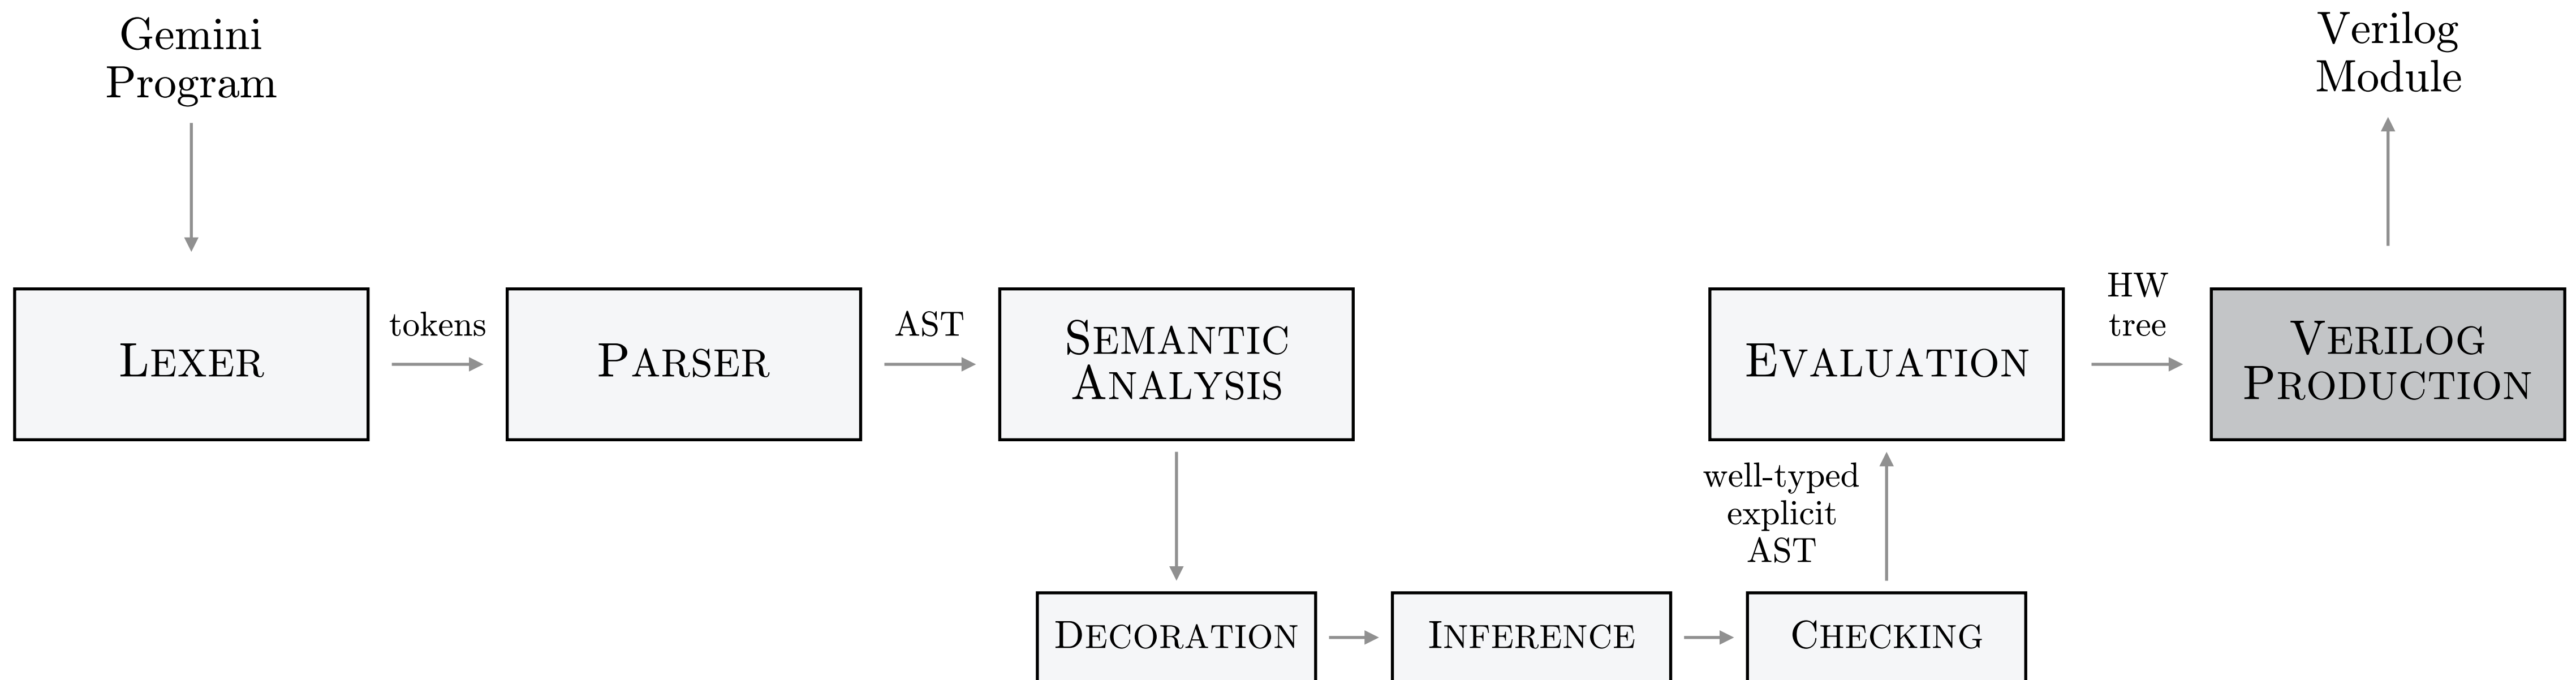 Gemini
Program
Verilog
Module
LEXER
tokens
PARSER
AST
SEMANTIC
ANALYSIS
EVALUATION
HW
tree
VERILOG
PRODUCTION
well-typed
explicit
AST
DECORATION
INFERENCE
CHECKING